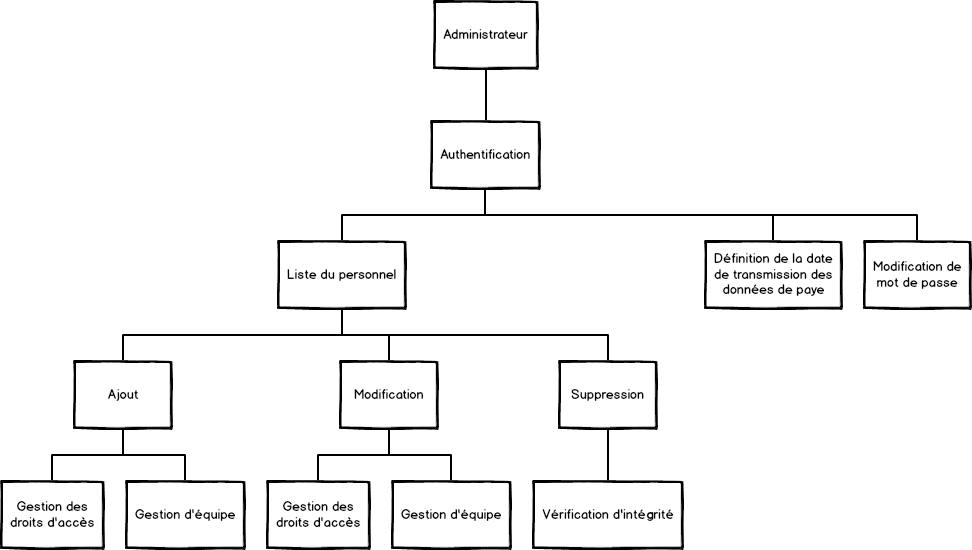 Administrateur
Authentification
Liste du personnel
Définition de la date
de transmission des
données de paye
Modification de
mot de passe
Ajout
Modification
Suppression
Gestion des
droits d'accès
Gestion d'équipe
Gestion des
droits d'accès
Gestion d'équipe
Vérification d'intégrité